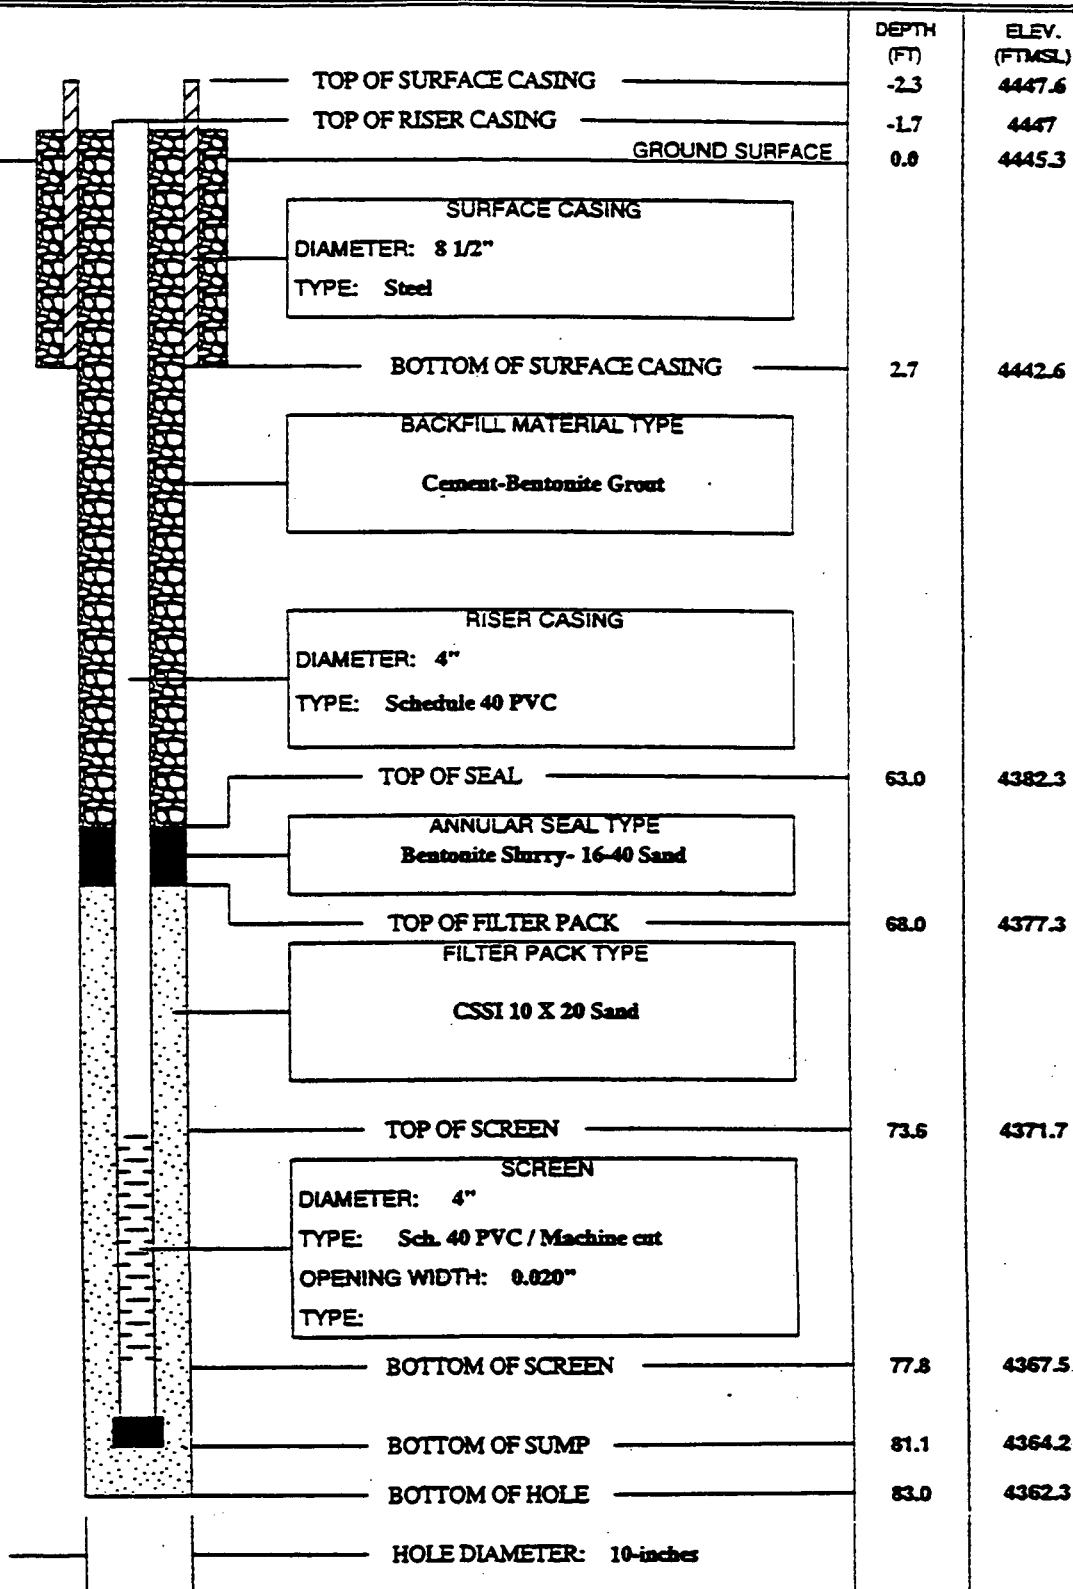 DEPTH ELEV.
(FT) (FTMSL)
TOP OF SURFACE CASING -2.3 4447.6
TOP OF RISER CASING -1.7 4447
GROUND SURFACE 0.0 4445.3
SURFACE CASING
DIAMETER: 8 1/2"
TYPE: Steel
BOTTOM OF SURFACE CASING 2.7 4442.6
BACKFILL MATERIAL TYPE
Cement-Bentonite Grout
RISER CASING
DIAMETER: 4"
TYPE: Schedule 40 PVC
TOP OF SEAL 63.0 4382.3
ANNULAR SEAL TYPE
Bentonite Slurry- 16-40 Sand
TOP OF FILTER PACK 68.0 4377.3
FILTER PACK TYPE
CSSI 10 X 20 Sand
TOP OF SCREEN 73.6 4371.7
SCREEN
DIAMETER: 4"
TYPE: Sch. 40 PVC / Machine cut
OPENING WIDTH: 0.020"
TYPE:
BOTTOM OF SCREEN 77.8 4367.5
BOTTOM OF SUMP 81.1 4364.2
BOTTOM OF HOLE 83.0 4362.3
HOLE DIAMETER: 10-inches